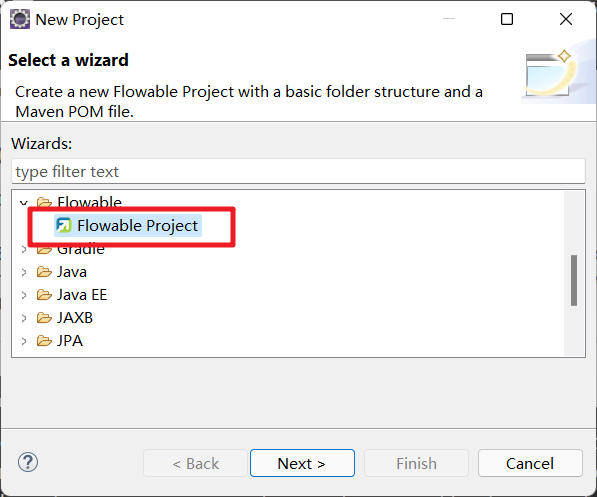 New Project
Select a wizard
Create a new Flowable Project with a basic folder structure and a
Maven POM file.
Wizards:
type filter text
Flowable
Flowable Project
Gradle
Java
Java EE
JAXB
JPA
?
< Back
Next >
Finish
Cancel